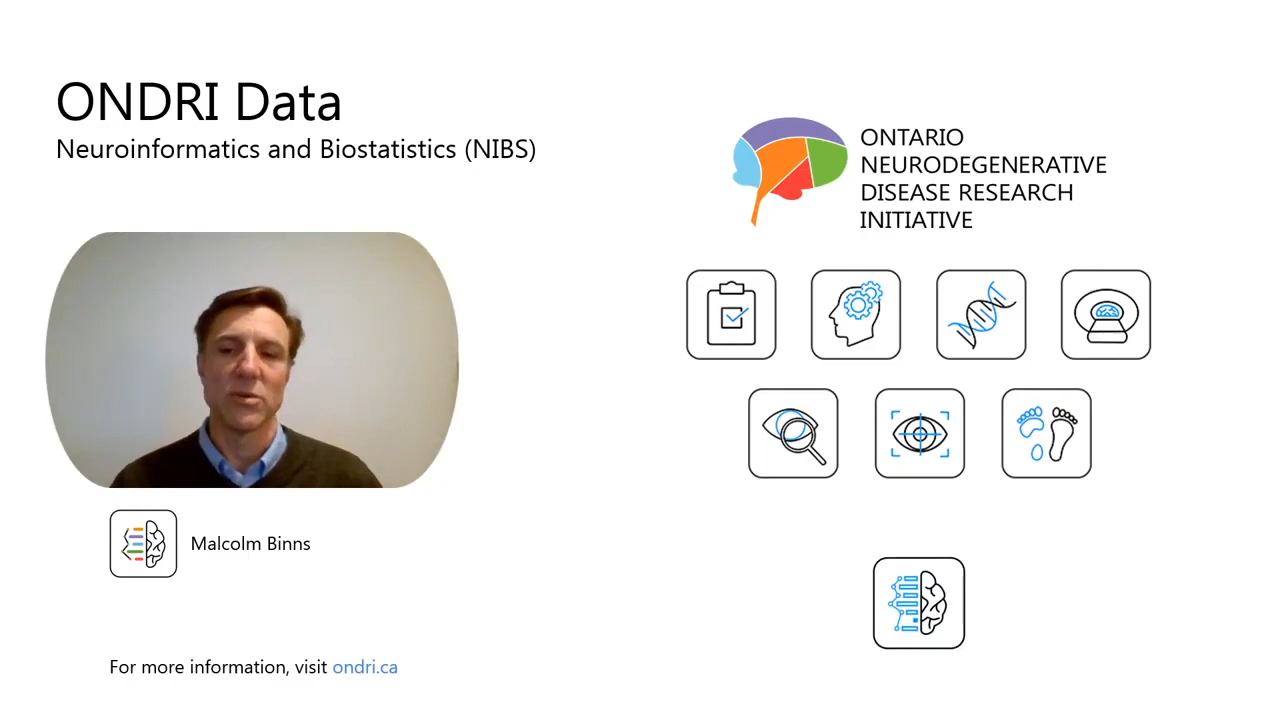 ONDRI Data
Neuroinformatics and Biostatistics (NIBS)
ONTARIO
NEURODEGENERATIVE
DISEASE RESEARCH
INITIATIVE
Malcolm Binns
For more information, visit ondri.ca